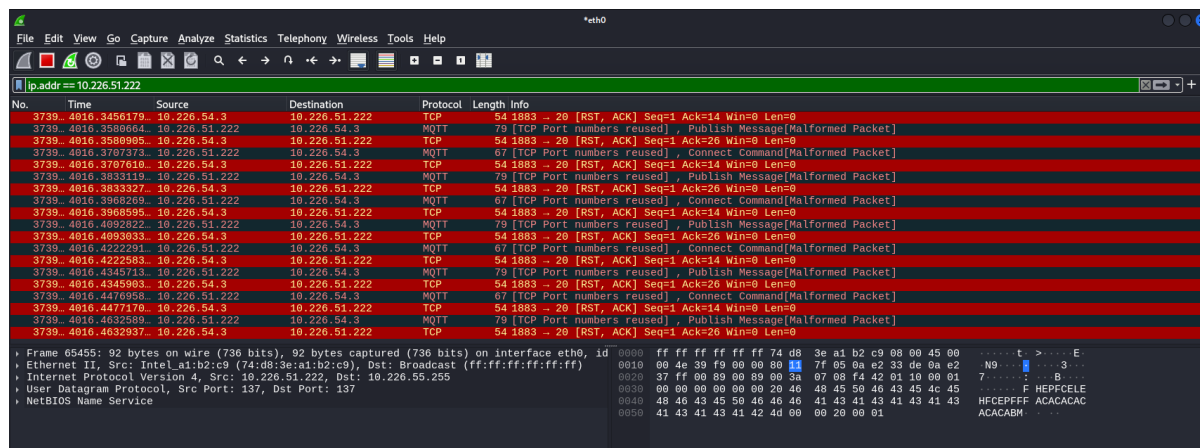 *eth0
File Edit View Go Capture Analyze Statistics Telephony Wireless Tools Help
ip.addr == 10.226.51.222
No. Time Source Destination Protocol Length Info
3739… 4016.3456179… 10.226.54.3 10.226.51.222 TCP 54 1883 → 20 [RST, ACK] Seq=1 Ack=14 Win=0 Len=0
3739… 4016.3580664… 10.226.51.222 10.226.54.3 MQTT 79 [TCP Port numbers reused] , Publish Message[Malformed Packet]
3739… 4016.3580905… 10.226.54.3 10.226.51.222 TCP 54 1883 → 20 [RST, ACK] Seq=1 Ack=26 Win=0 Len=0
3739… 4016.3707373… 10.226.51.222 10.226.54.3 MQTT 67 [TCP Port numbers reused] , Connect Command[Malformed Packet]
3739… 4016.3707610… 10.226.54.3 10.226.51.222 TCP 54 1883 → 20 [RST, ACK] Seq=1 Ack=14 Win=0 Len=0
3739… 4016.3833119… 10.226.51.222 10.226.54.3 MQTT 79 [TCP Port numbers reused] , Publish Message[Malformed Packet]
3739… 4016.3833327… 10.226.54.3 10.226.51.222 TCP 54 1883 → 20 [RST, ACK] Seq=1 Ack=26 Win=0 Len=0
3739… 4016.3968269… 10.226.51.222 10.226.54.3 MQTT 67 [TCP Port numbers reused] , Connect Command[Malformed Packet]
3739… 4016.3968595… 10.226.54.3 10.226.51.222 TCP 54 1883 → 20 [RST, ACK] Seq=1 Ack=14 Win=0 Len=0
3739… 4016.4092822… 10.226.51.222 10.226.54.3 MQTT 79 [TCP Port numbers reused] , Publish Message[Malformed Packet]
3739… 4016.4093033… 10.226.54.3 10.226.51.222 TCP 54 1883 → 20 [RST, ACK] Seq=1 Ack=26 Win=0 Len=0
3739… 4016.4222291… 10.226.51.222 10.226.54.3 MQTT 67 [TCP Port numbers reused] , Connect Command[Malformed Packet]
3739… 4016.4222583… 10.226.54.3 10.226.51.222 TCP 54 1883 → 20 [RST, ACK] Seq=1 Ack=14 Win=0 Len=0
3739… 4016.4345713… 10.226.51.222 10.226.54.3 MQTT 79 [TCP Port numbers reused] , Publish Message[Malformed Packet]
3739… 4016.4345903… 10.226.54.3 10.226.51.222 TCP 54 1883 → 20 [RST, ACK] Seq=1 Ack=26 Win=0 Len=0
3739… 4016.4476958… 10.226.51.222 10.226.54.3 MQTT 67 [TCP Port numbers reused] , Connect Command[Malformed Packet]
3739… 4016.4477170… 10.226.54.3 10.226.51.222 TCP 54 1883 → 20 [RST, ACK] Seq=1 Ack=14 Win=0 Len=0
3739… 4016.4632589… 10.226.51.222 10.226.54.3 MQTT 79 [TCP Port numbers reused] , Publish Message[Malformed Packet]
3739… 4016.4632937… 10.226.54.3 10.226.51.222 TCP 54 1883 → 20 [RST, ACK] Seq=1 Ack=26 Win=0 Len=0
Frame 65455: 92 bytes on wire (736 bits), 92 bytes captured (736 bits) on interface eth0, id
Ethernet II, Src: Intel_a1:b2:c9 (74:d8:3e:a1:b2:c9), Dst: Broadcast (ff:ff:ff:ff:ff:ff)
Internet Protocol Version 4, Src: 10.226.51.222, Dst: 10.226.55.255
User Datagram Protocol, Src Port: 137, Dst Port: 137
NetBIOS Name Service
0000 ff ff ff ff ff ff 74 d8 3e a1 b2 c9 08 00 45 00 ······t· >·····E·
0010 00 4e 39 f9 00 00 80 11 7f 05 0a e2 33 de 0a e2 ·N9····· ····3···
0020 37 ff 00 89 00 89 00 3a 07 08 f4 42 01 10 00 01 7······: ···B····
0030 00 00 00 00 00 00 20 46 48 45 50 46 43 45 4c 45 ······ F HEPFCELE
0040 48 46 43 45 50 46 46 46 41 43 41 43 41 43 41 43 HFCEPFFF ACACACAC
0050 41 43 41 43 41 42 4d 00 00 20 00 01 ACACABM· · ··